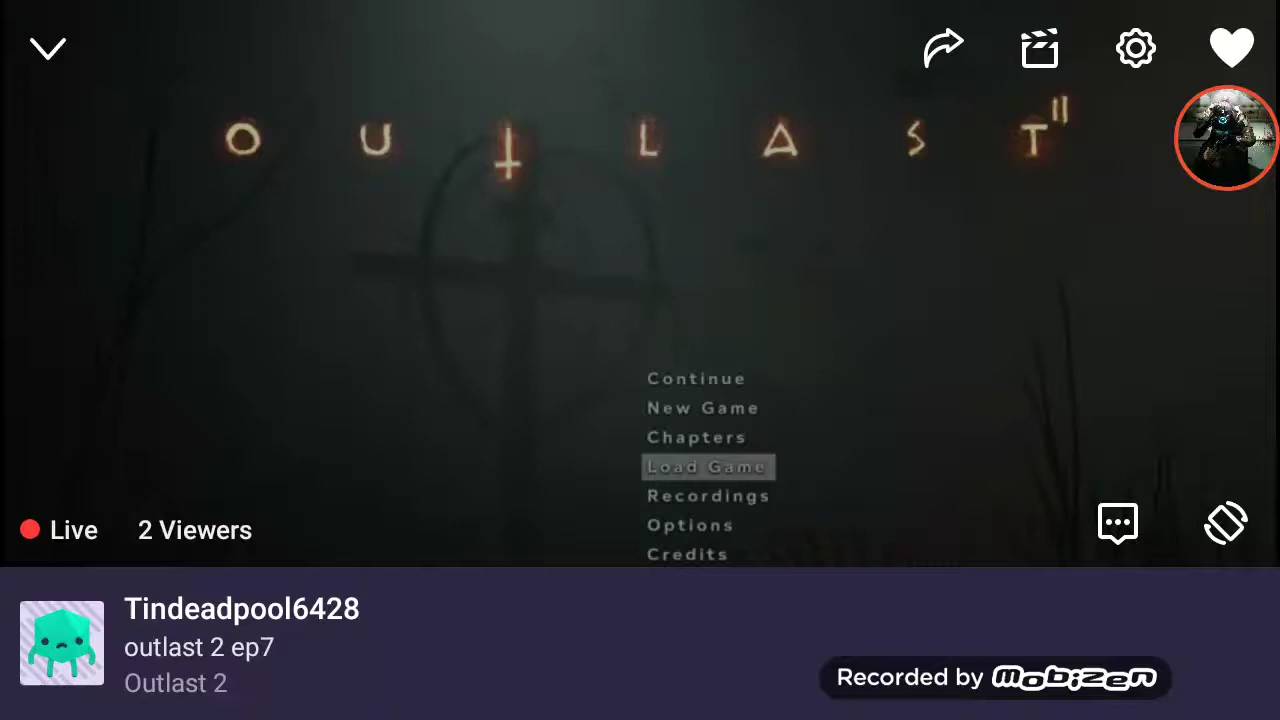 OUTLAST II
Continue
New Game
Chapters
Load Game
Recordings
Options
Credits
Live 2 Viewers
Tindeadpool6428
outlast 2 ep7
Outlast 2
Recorded by mobizen